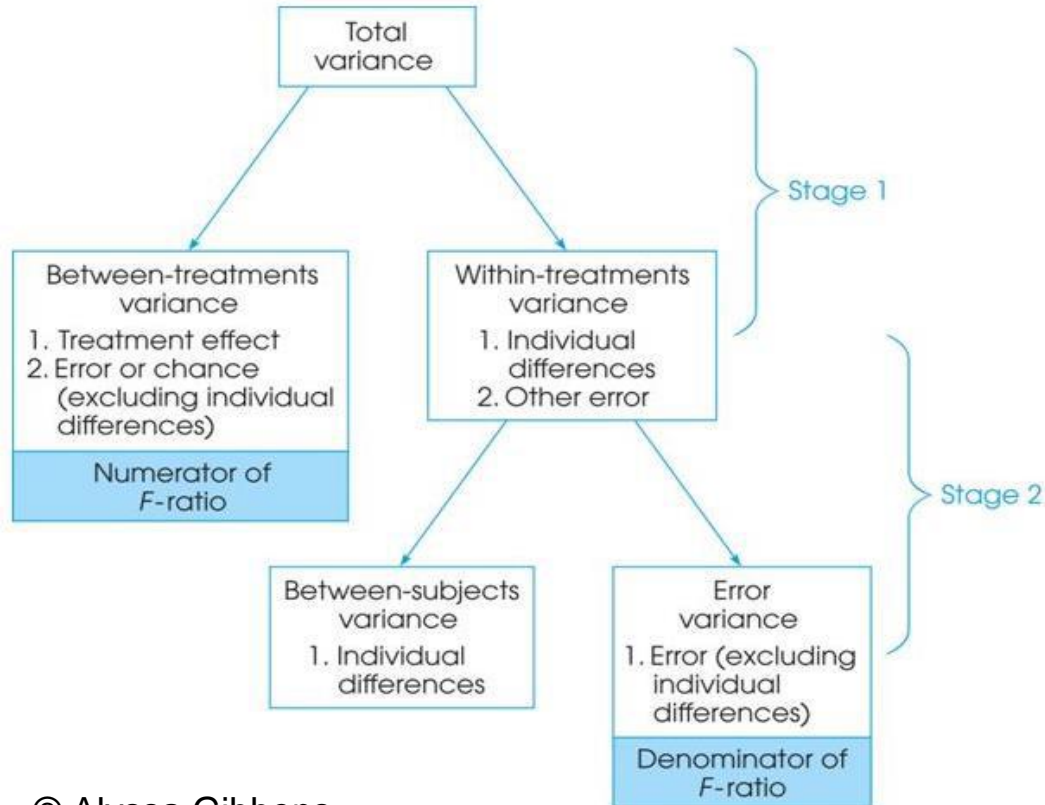 Total
variance
Stage 1
Between-treatments
variance
1. Treatment effect
2. Error or chance
(excluding individual
differences)
Numerator of
F-ratio
Within-treatments
variance
1. Individual
differences
2. Other error
Stage 2
Between-subjects
variance
1. Individual
differences
Error
variance
1. Error (excluding
individual
differences)
Denominator of
F-ratio